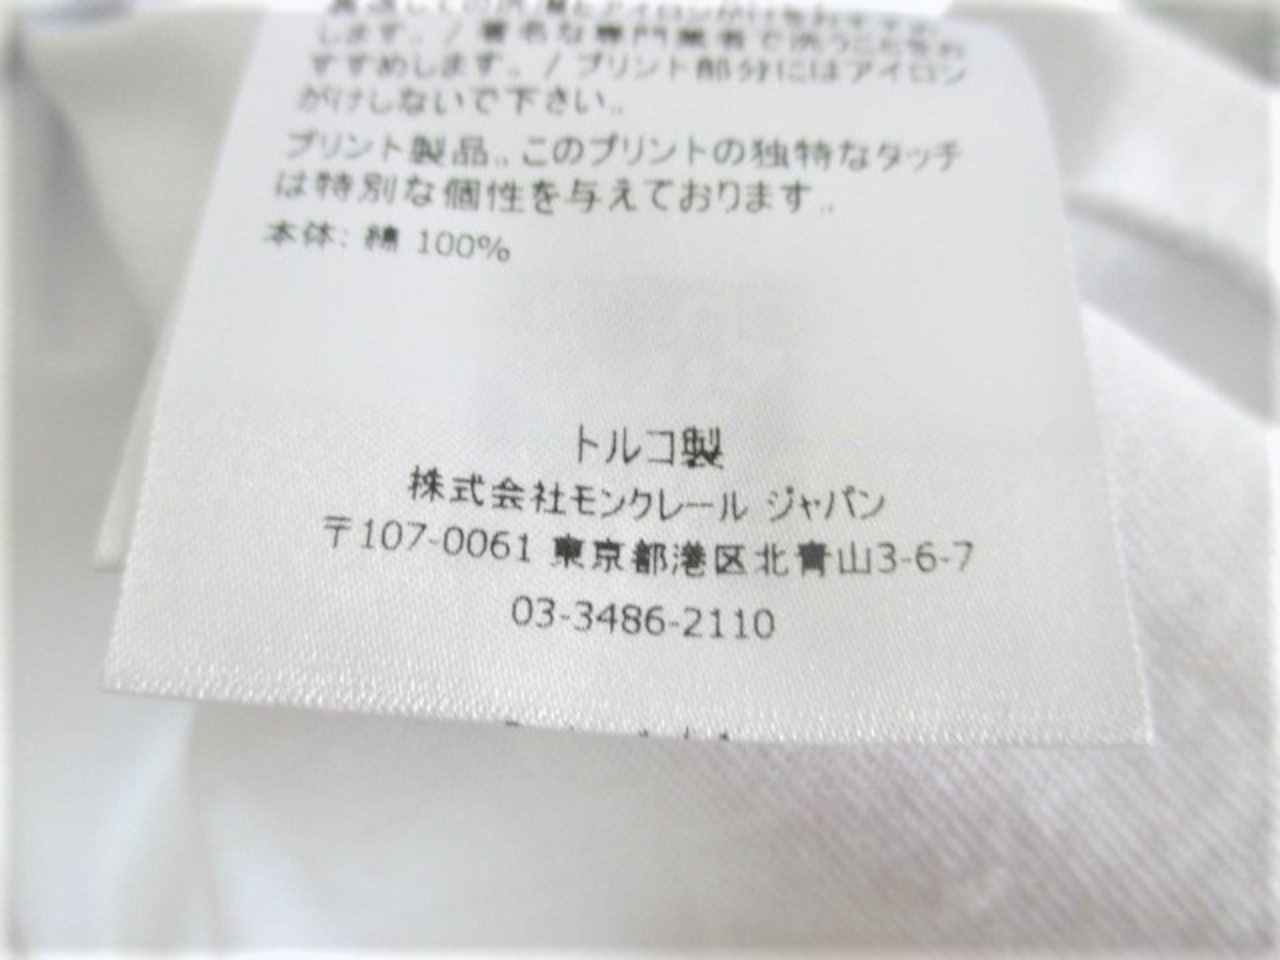 します。/ 著名な専門業者で洗うことをお
すすめします。/ プリント部分にはアイロン
がけしないで下さい。
プリント製品。このプリントの独特なタッチ
は特別な個性を与えております。
本体: 綿 100%
トルコ製
株式会社モンクレール ジャパン
〒107-0061 東京都港区北青山3-6-7
03-3486-2110